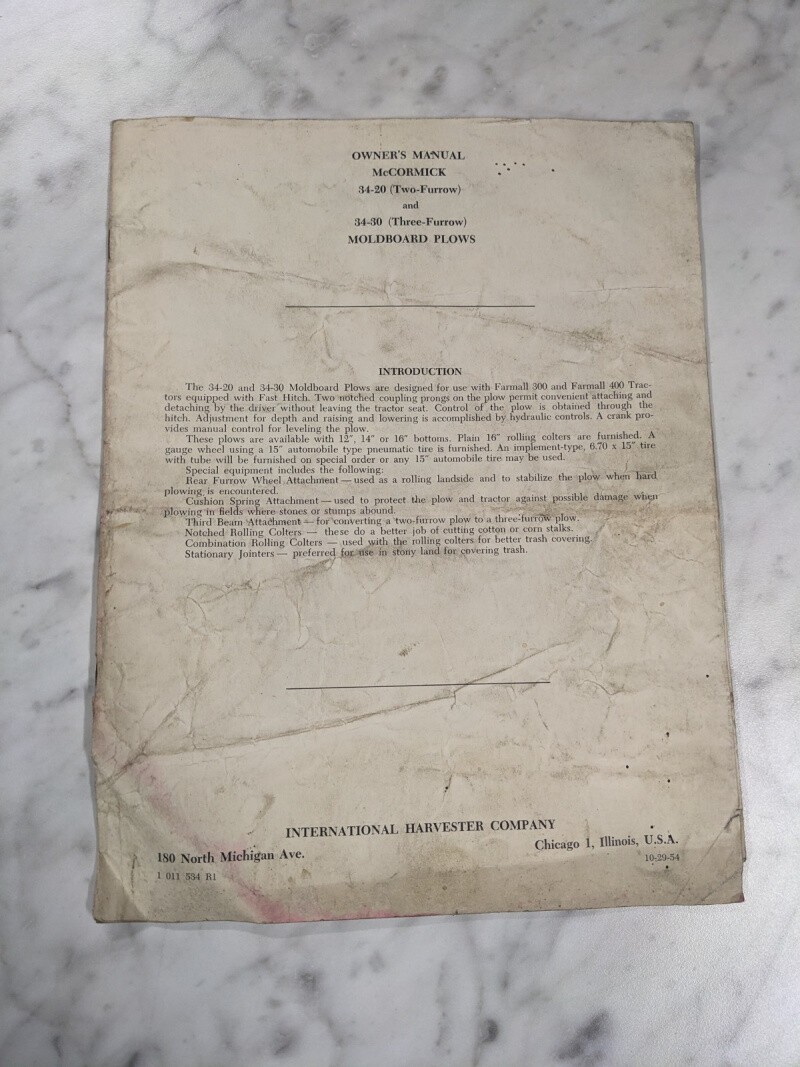 OWNER'S MANUAL
McCORMICK
34-20 (Two-Furrow)
and
34-30 (Three-Furrow)
MOLDBOARD PLOWS
INTRODUCTION
The 34-20 and 34-30 Moldboard Plows are designed for use with Farmall 300 and Farmall 400 Trac-
tors equipped with Fast Hitch. Two notched coupling prongs on the plow permit convenient attaching and
detaching by the driver without leaving the tractor seat. Control of the plow is obtained through the
hitch. Adjustment for depth and raising and lowering is accomplished by hydraulic controls. A crank pro-
vides manual control for leveling the plow.
These plows are available with 12", 14" or 16" bottoms. Plain 16" rolling colters are furnished. A
gauge wheel using a 15" automobile type pneumatic tire is furnished. An implement-type, 6.70 x 15" tire
with tube will be furnished on special order or any 15" automobile tire may be used.
Special equipment includes the following:
Rear Furrow Wheel Attachment — used as a rolling landside and to stabilize the plow when hard
plowing is encountered.
Cushion Spring Attachment — used to protect the plow and tractor against possible damage when
plowing in fields where stones or stumps abound.
Third Beam Attachment — for converting a two-furrow plow to a three-furrow plow.
Notched Rolling Colters — these do a better job of cutting cotton or corn stalks.
Combination Rolling Colters — used with the rolling colters for better trash covering.
Stationary Jointers — preferred for use in stony land for covering trash.
INTERNATIONAL HARVESTER COMPANY
180 North Michigan Ave.
Chicago 1, Illinois, U.S.A.
1 011 534 R1
10-29-54